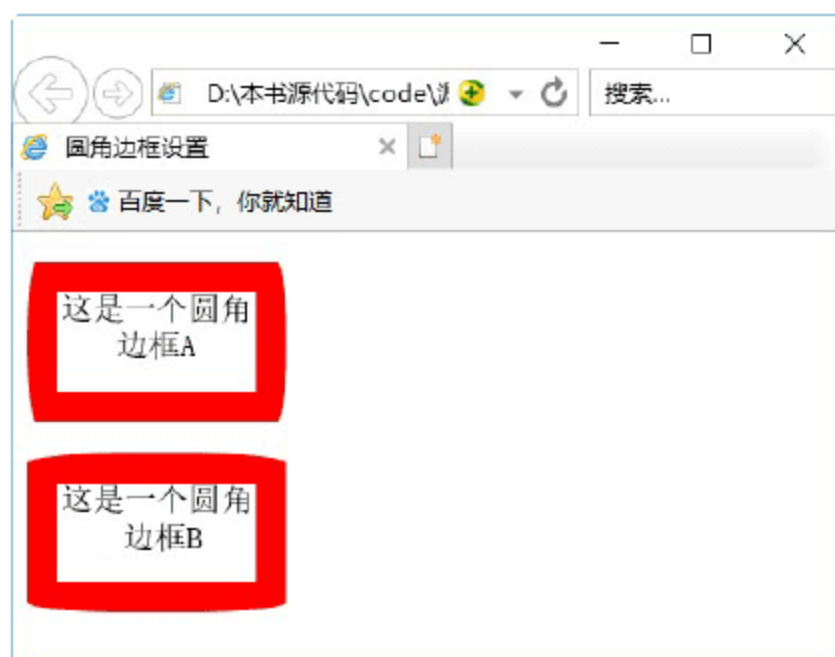 D:\本书源代码\code\源
搜索...
圆角边框设置
百度一下，你就知道
这是一个圆角
边框A
这是一个圆角
边框B